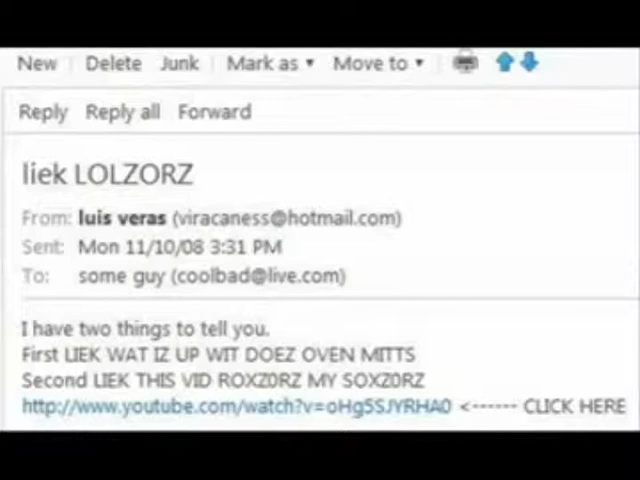 New Delete Junk Mark as Move to
Reply Reply all Forward
liek LOLZORZ
From: luis veras (viracaness@hotmail.com)
Sent: Mon 11/10/08 3:31 PM
To: some guy (coolbad@live.com)
I have two things to tell you.
First LIEK WAT IZ UP WIT DOEZ OVEN MITTS
Second LIEK THIS VID ROXZ0RZ MY SOXZ0RZ
http://www.youtube.com/watch?v=oHg5SJYRHA0 <------ CLICK HERE